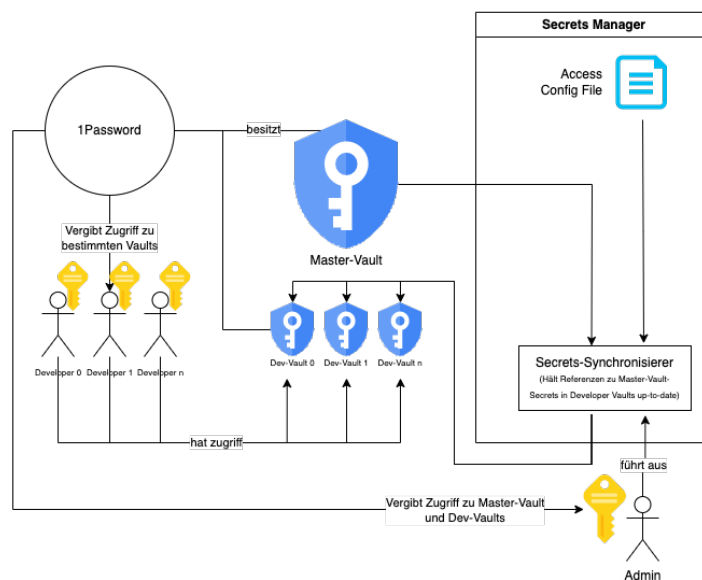 Secrets Manager
Access
Config File
1Password
besitzt
Vergibt Zugriff zu
bestimmten Vaults
Master-Vault
Developer 0
Developer 1
Developer n
Dev-Vault 0
Dev-Vault 1
Dev-Vault n
Secrets-Synchronisierer
(Hält Referenzen zu Master-Vault-
Secrets in Developer Vaults up-to-date)
hat zugriff
führt aus
Vergibt Zugriff zu Master-Vault
und Dev-Vaults
Admin